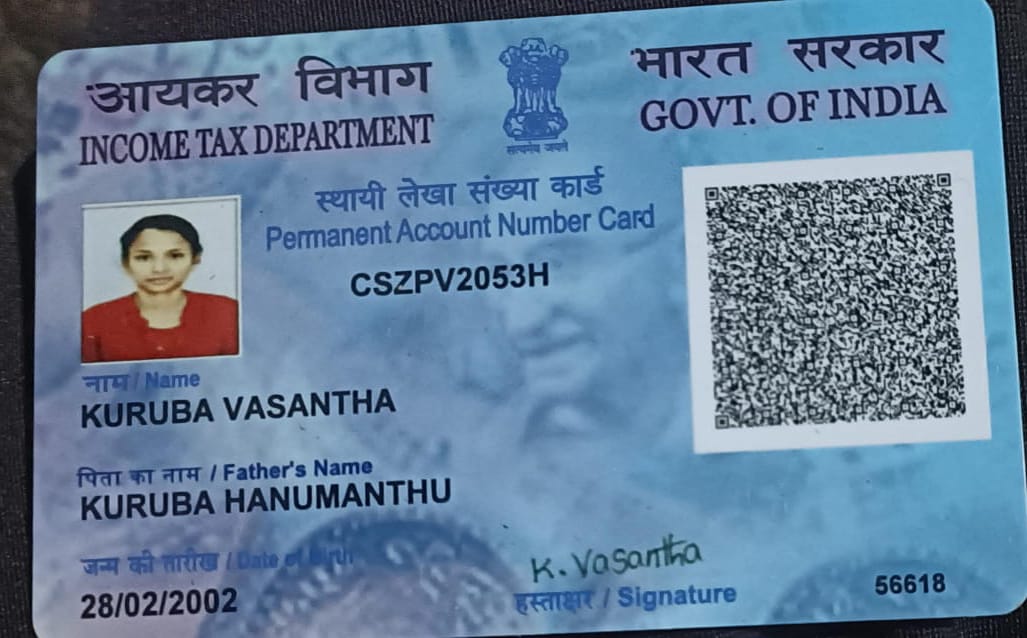 आयकर विभाग
INCOME TAX DEPARTMENT
सत्यमेव जयते
भारत सरकार
GOVT. OF INDIA
स्थायी लेखा संख्या कार्ड
Permanent Account Number Card
CSZPV2053H
नाम / Name
KURUBA VASANTHA
पिता का नाम / Father's Name
KURUBA HANUMANTHU
जन्म की तारीख / Date of Birth
28/02/2002
K. Vasantha
हस्ताक्षर / Signature
56618